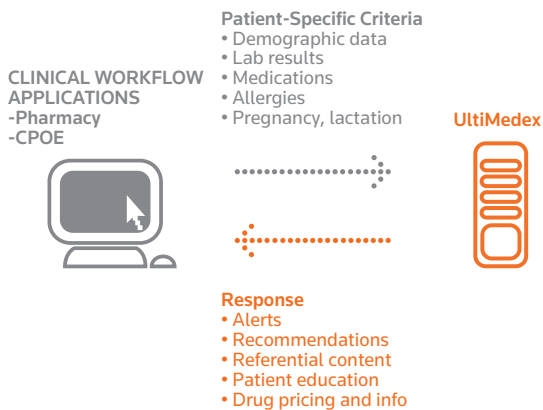 CLINICAL WORKFLOW
APPLICATIONS
-Pharmacy
-CPOE
Patient-Specific Criteria
• Demographic data
• Lab results
• Medications
• Allergies
• Pregnancy, lactation
UltiMedex
Response
• Alerts
• Recommendations
• Referential content
• Patient education
• Drug pricing and info